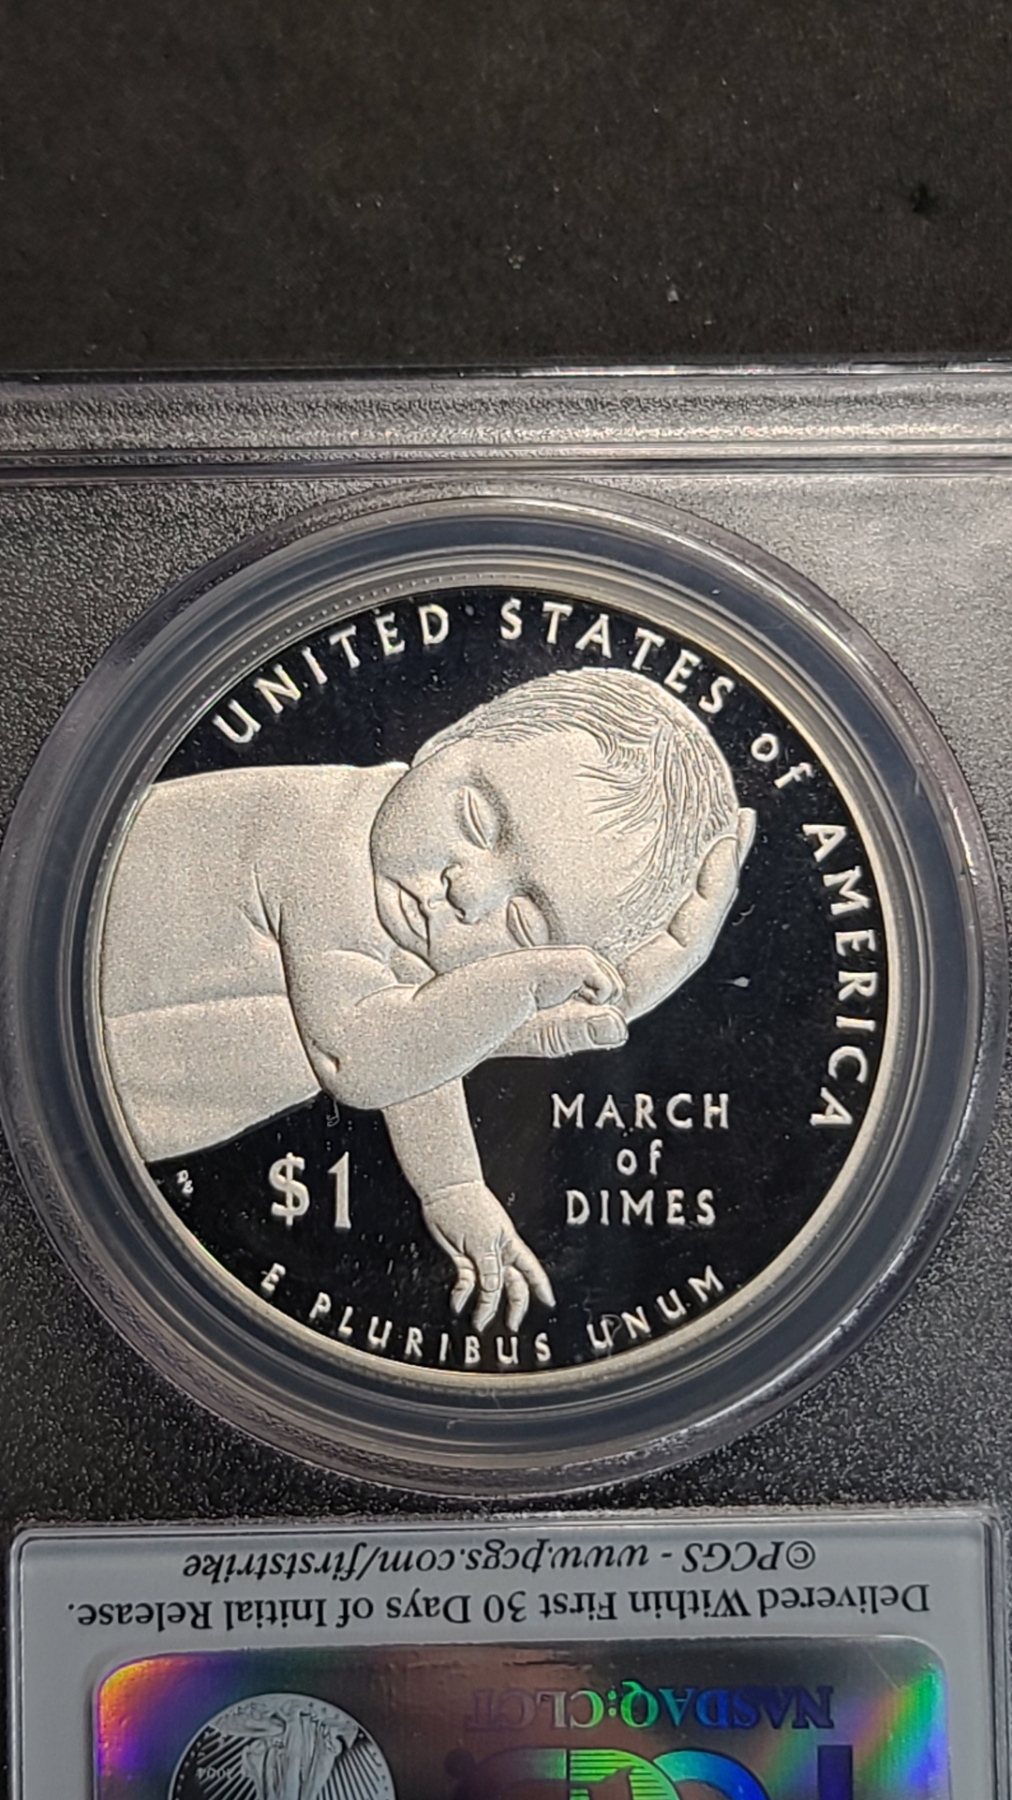 UNITED STATES of AMERICA
MARCH
of
DIMES
$1
E PLURIBUS UNUM
©PCGS - www.pcgs.com/firststrike
Delivered Within First 30 Days of Initial Release.
NASDAQ:CLCT